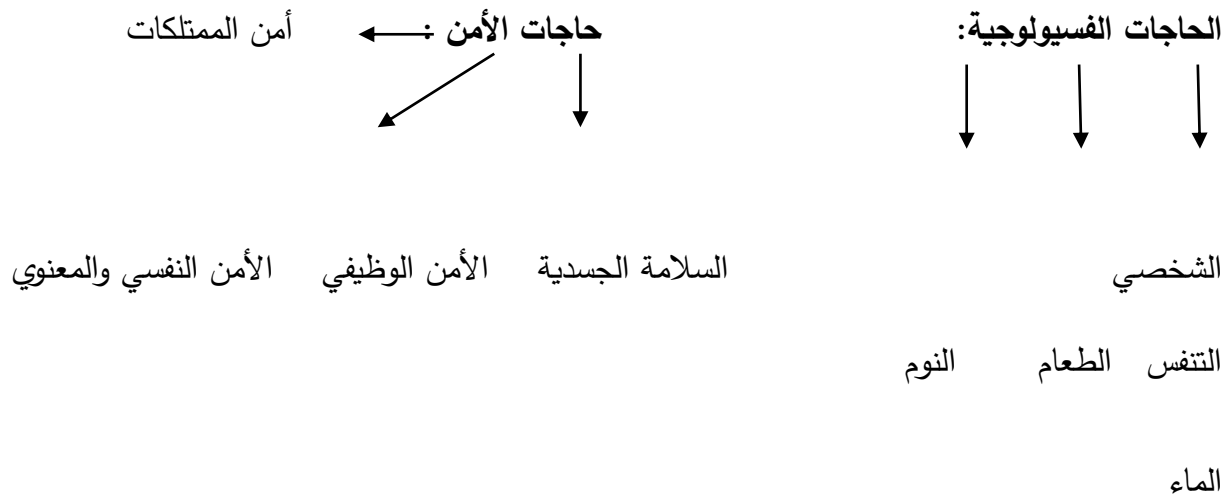 الحاجات الفسيولوجية: حاجات الأمن : أمن الممتلكات
الشخصي السلامة الجسدية الأمن الوظيفي الأمن النفسي والمعنوي
التنفس الطعام النوم
الماء